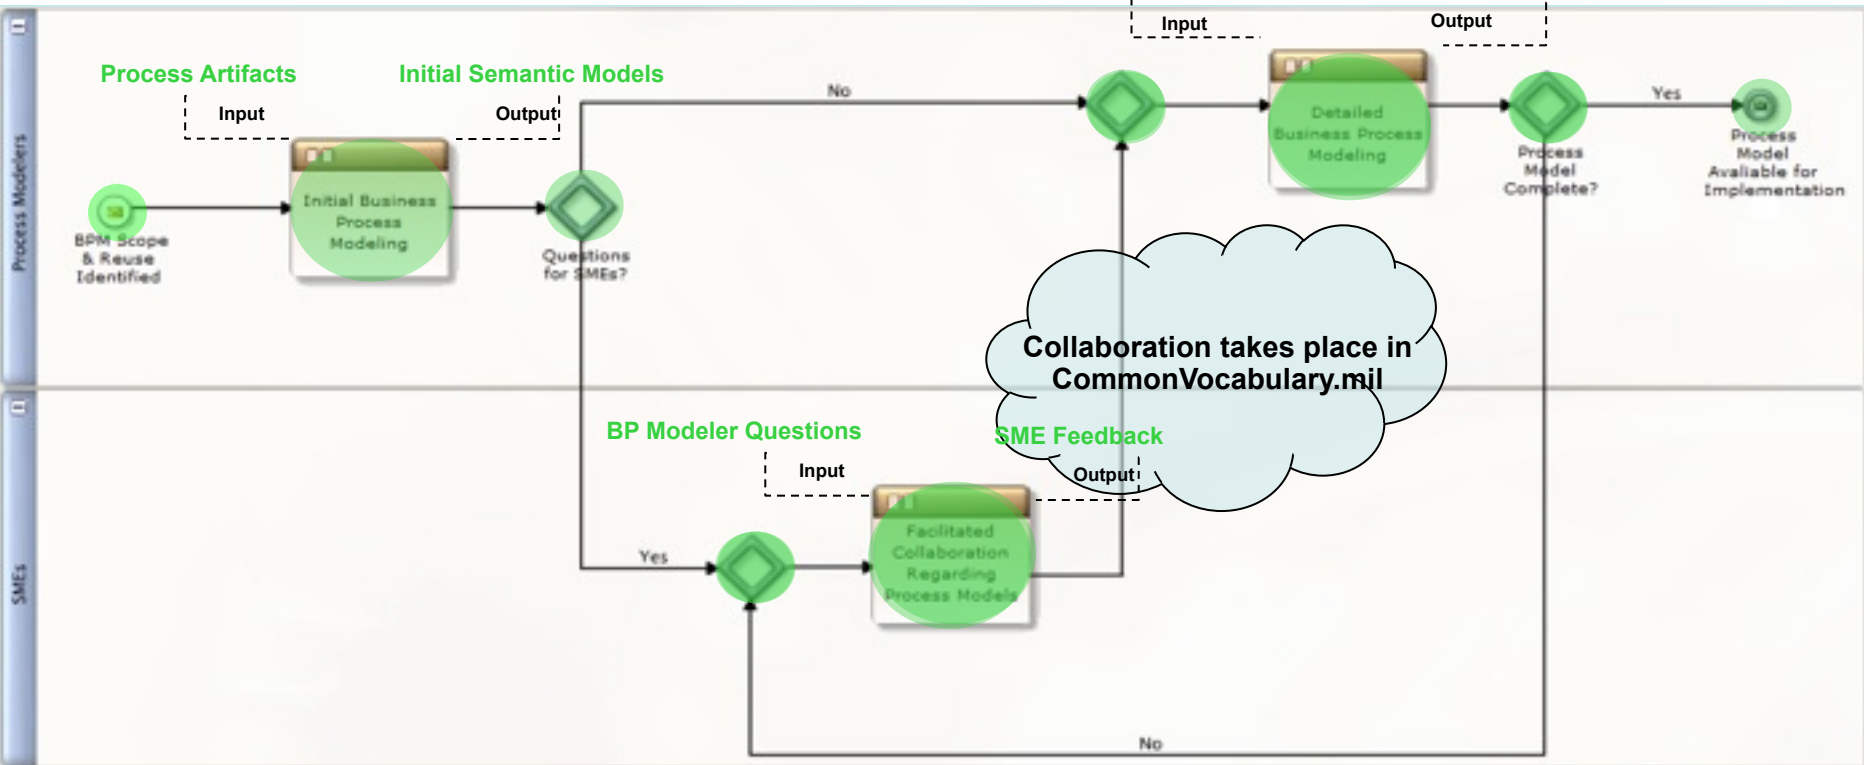 Process Modelers
Input
Output
Process Artifacts
Initial Semantic Models
Input
Output
BPM Scope
& Reuse
Identified
Initial Business
Process
Modeling
Questions
for SMEs?
No
Detailed
Business Process
Modeling
Process
Model
Complete?
Yes
Process
Model
Avaliable for
Implementation
Collaboration takes place in
CommonVocabulary.mil
SMEs
BP Modeler Questions
Input
SME Feedback
Output
Yes
Facilitated
Collaboration
Regarding
Process Models
No